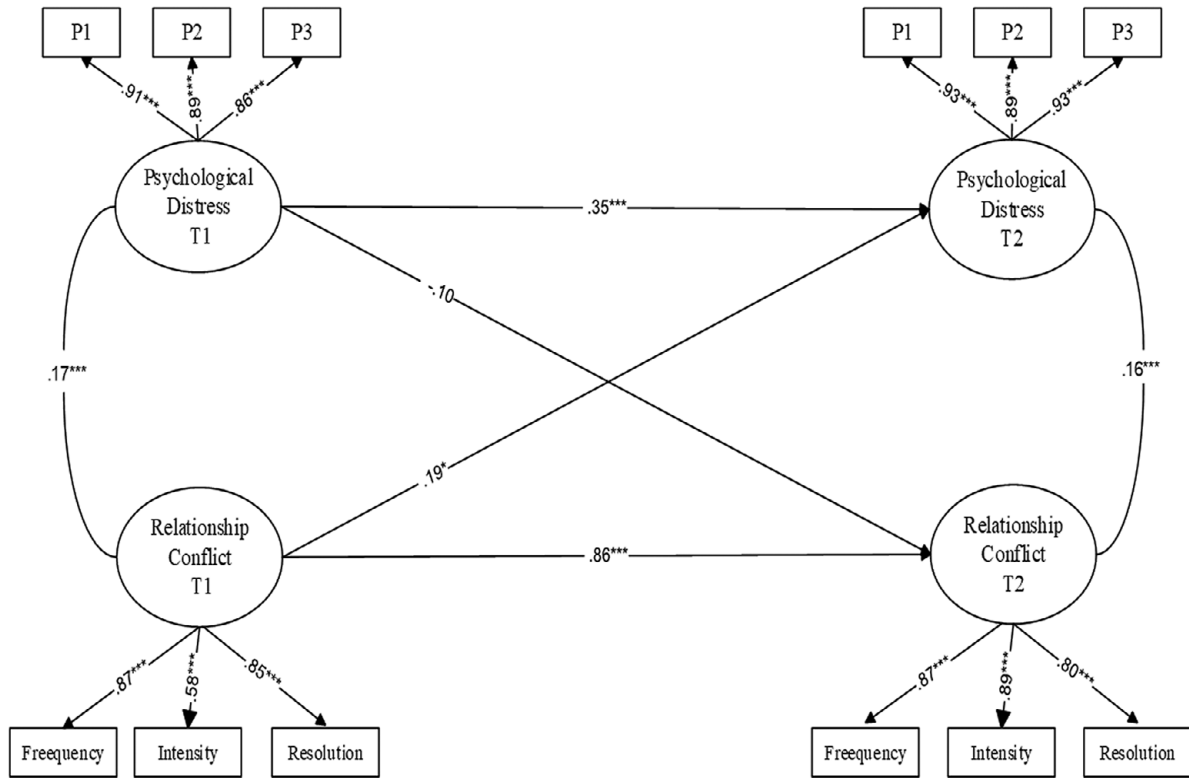 P1
P2
P3
P1
P2
P3
.91***
.89***
.86***
.93***
.89***
.93***
Psychological
Distress
T1
Psychological
Distress
T2
.35***
-.10
.17***
.16***
.19*
Relationship
Conflict
T1
Relationship
Conflict
T2
.86***
.87***
.58***
.85***
.87***
.89***
.80***
Freequency
Intensity
Resolution
Freequency
Intensity
Resolution